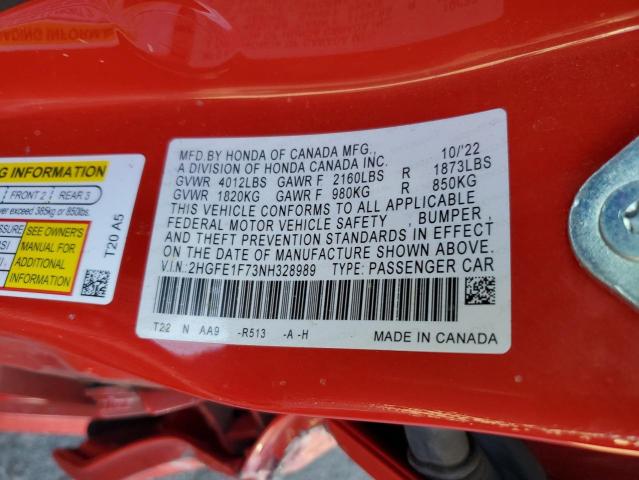 MFD.BY HONDA OF CANADA MFG., 10/'22
A DIVISION OF HONDA CANADA INC.
GVWR 4012LBS GAWR F 2160LBS R 1873LBS
GVWR 1820KG GAWR F 980KG R 850KG
THIS VEHICLE CONFORMS TO ALL APPLICABLE
FEDERAL MOTOR VEHICLE SAFETY , BUMPER,
AND THEFT PREVENTION STANDARDS IN EFFECT
ON THE DATE OF MANUFACTURE SHOWN ABOVE.
V.I.N.: 2HGFE1F73NH328989 TYPE: PASSENGER CAR
T22 N AA9 -R513 -A -H MADE IN CANADA
INFORMATION
FRONT 2 REAR 3
exceed 385kg or 850lbs.
SEE OWNER'S
MANUAL FOR
ADDITIONAL
INFORMATION
T20 A5